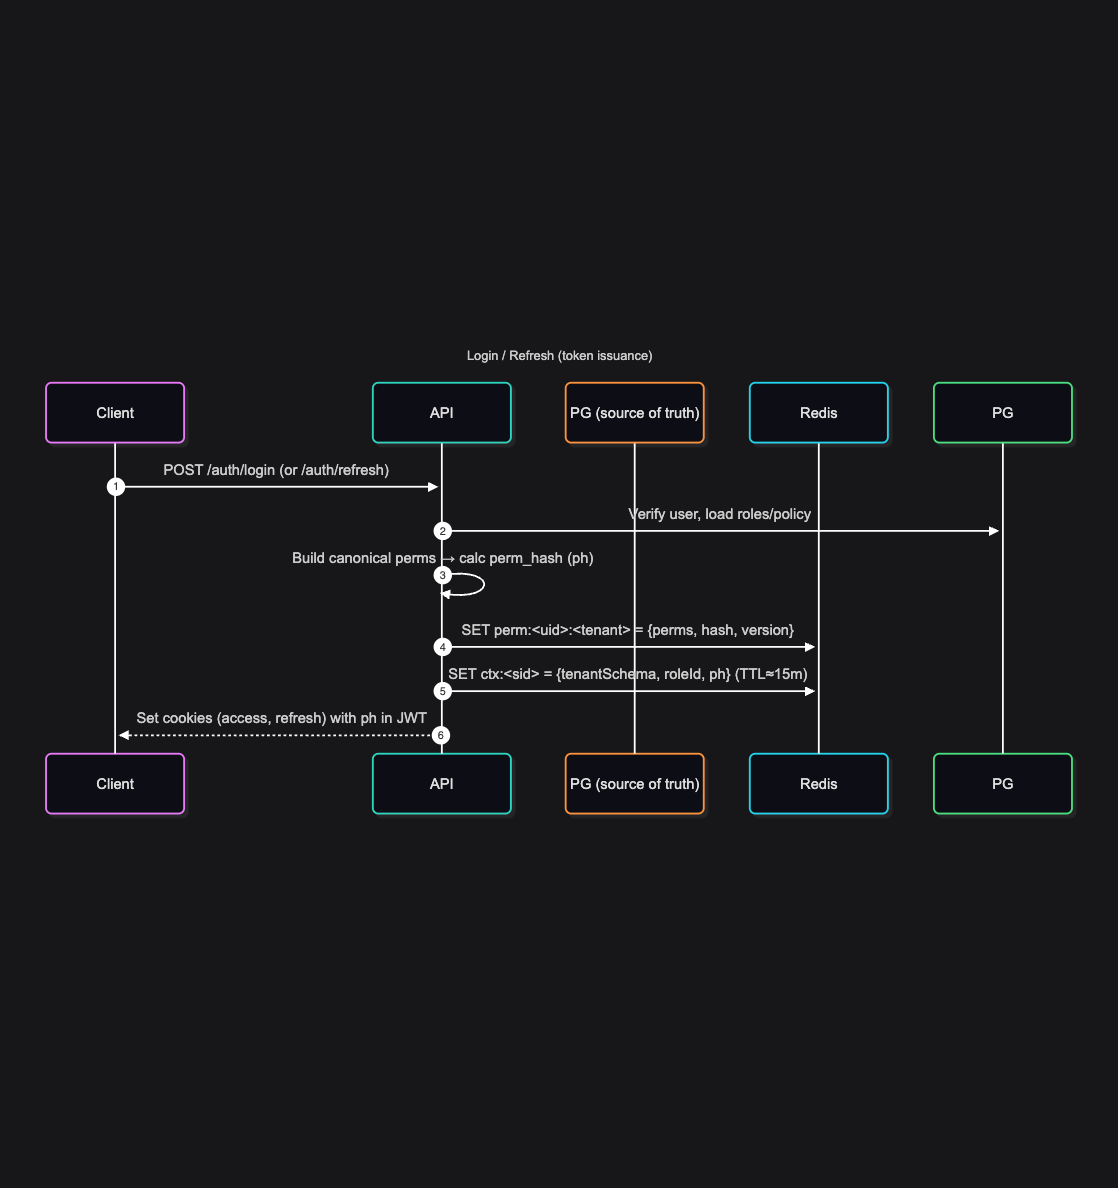 Login / Refresh (token issuance)
Client
API
PG (source of truth)
Redis
PG
POST /auth/login (or /auth/refresh)
1
Verify user, load roles/policy
2
Build canonical perms → calc perm_hash (ph)
3
SET perm:<uid>:<tenant> = {perms, hash, version}
4
SET ctx:<sid> = {tenantSchema, roleId, ph} (TTL≈15m)
5
Set cookies (access, refresh) with ph in JWT
6
Client
API
PG (source of truth)
Redis
PG